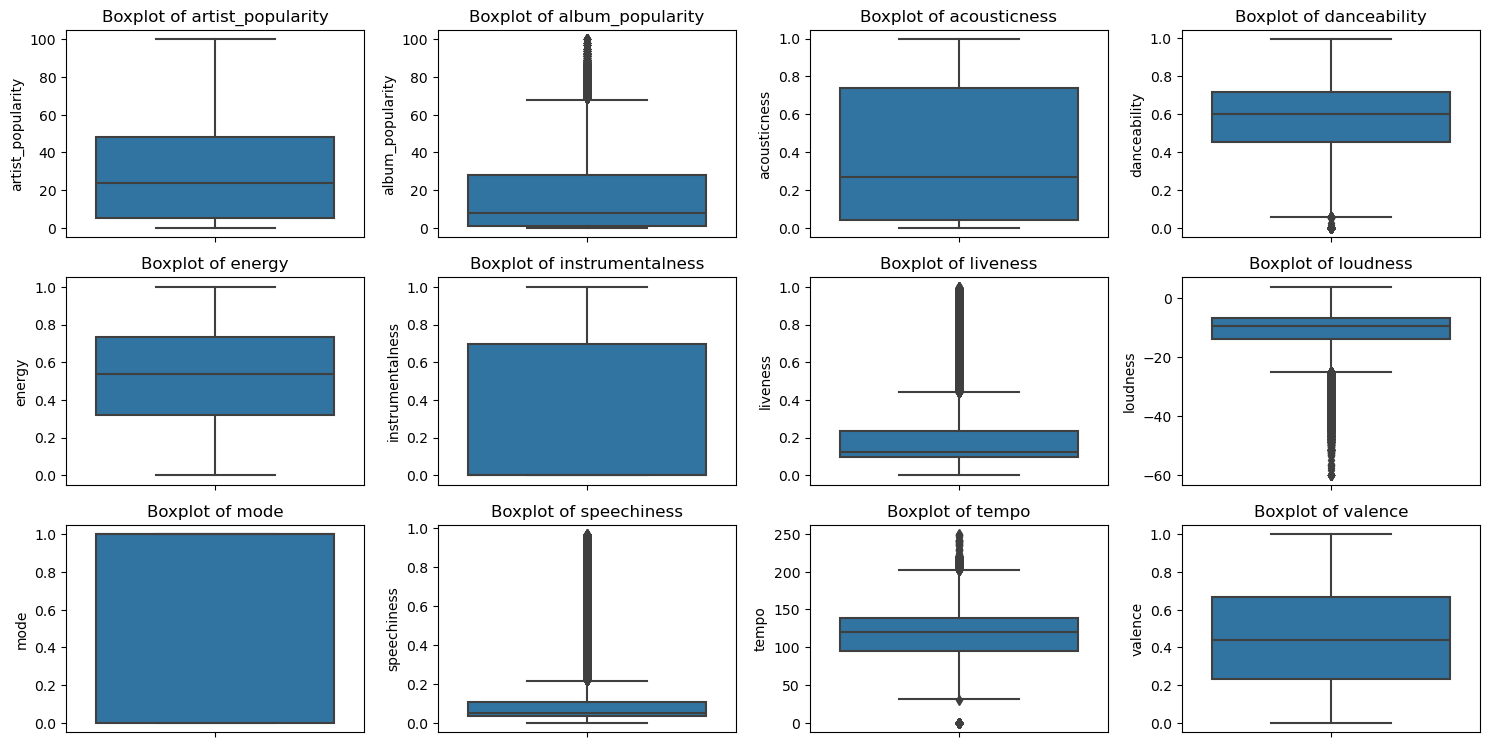 Boxplot of artist_popularity
artist_popularity
100
80
60
40
20
0
Boxplot of album_popularity
album_popularity
100
80
60
40
20
0
Boxplot of acousticness
acousticness
1.0
0.8
0.6
0.4
0.2
0.0
Boxplot of danceability
danceability
1.0
0.8
0.6
0.4
0.2
0.0
Boxplot of energy
energy
1.0
0.8
0.6
0.4
0.2
0.0
Boxplot of instrumentalness
instrumentalness
1.0
0.8
0.6
0.4
0.2
0.0
Boxplot of liveness
liveness
1.0
0.8
0.6
0.4
0.2
0.0
Boxplot of loudness
loudness
0
−20
−40
−60
Boxplot of mode
mode
1.0
0.8
0.6
0.4
0.2
0.0
Boxplot of speechiness
speechiness
1.0
0.8
0.6
0.4
0.2
0.0
Boxplot of tempo
tempo
250
200
150
100
50
0
Boxplot of valence
valence
1.0
0.8
0.6
0.4
0.2
0.0